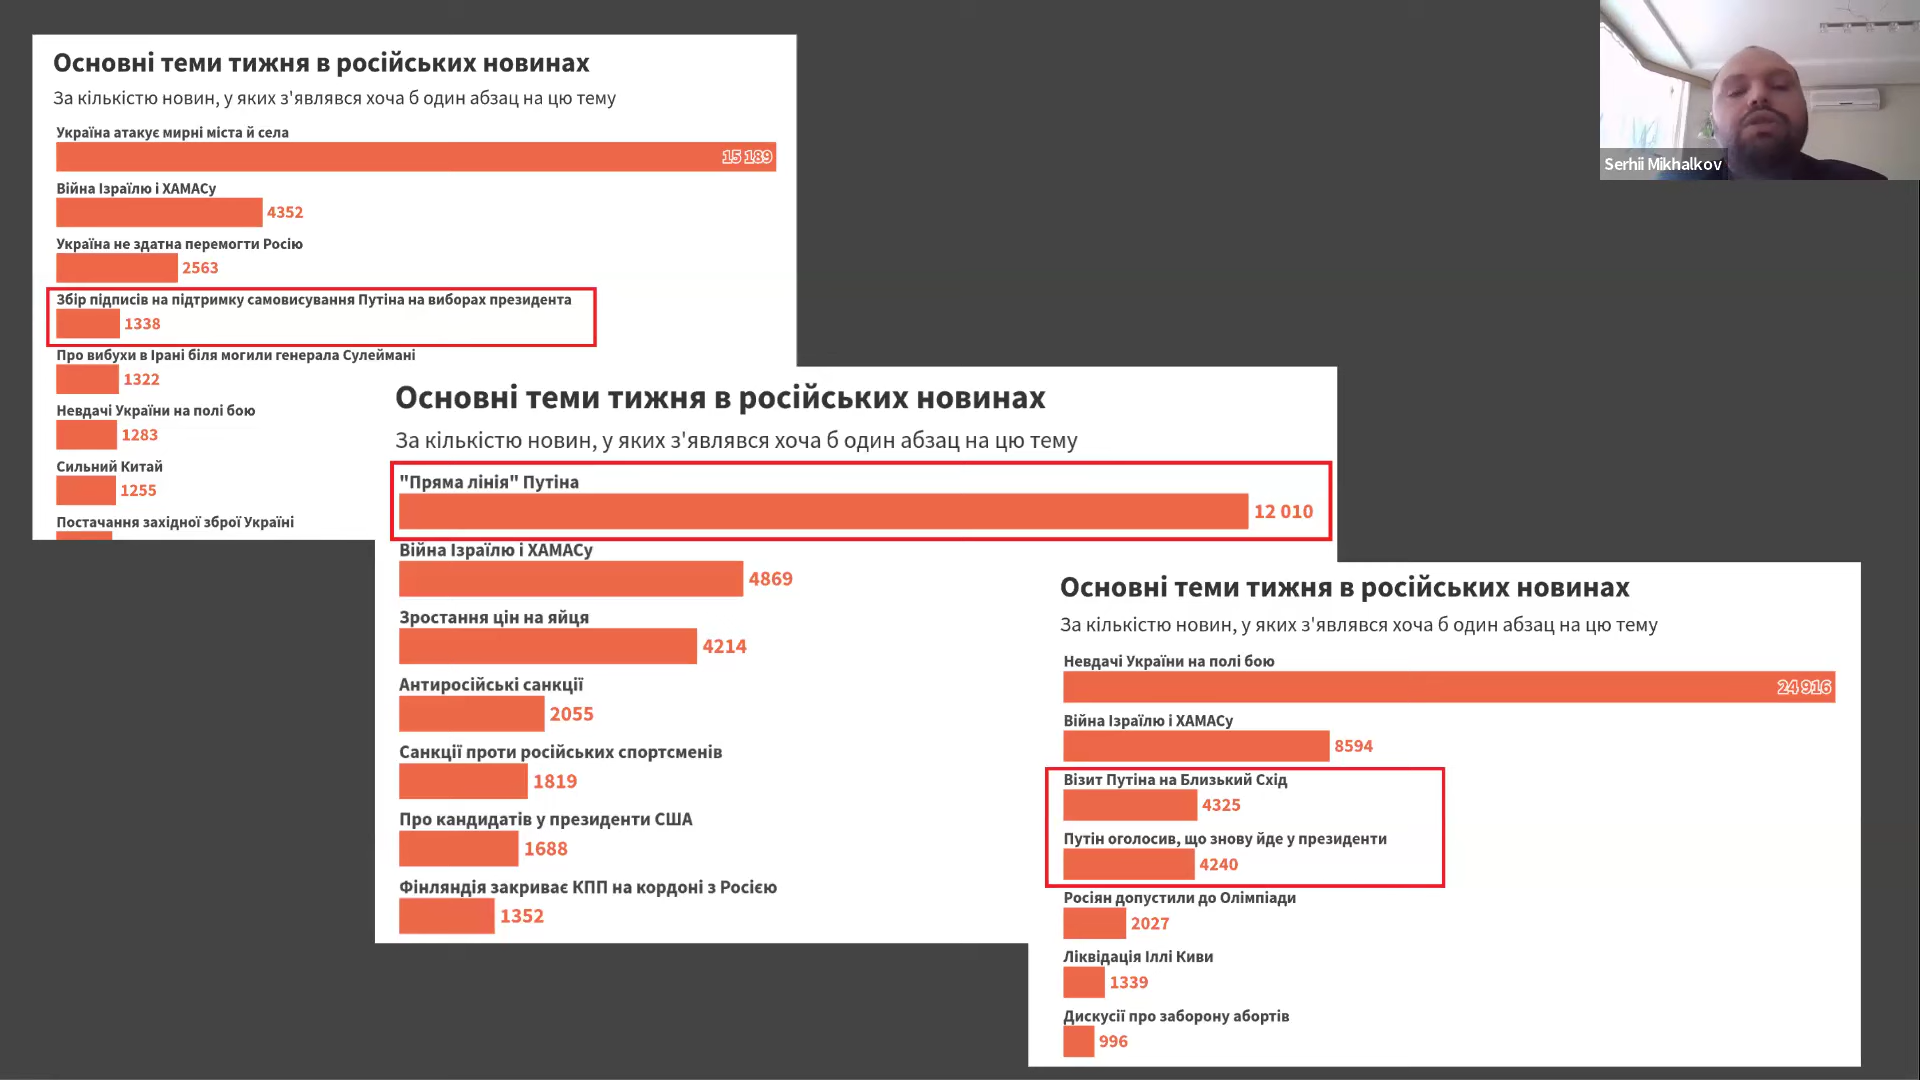 Основні теми тижня в російських новинах
За кількістю новин, у яких з'являвся хоча б один абзац на цю тему
Україна атакує мирні міста й села
15 189
Війна Ізраїлю і ХАМАСу
4352
Україна не здатна перемогти Росію
2563
Збір підписів на підтримку самовисування Путіна на виборах президента
1338
Про вибухи в Ірані біля могили генерала Сулеймані
1322
Невдачі України на полі бою
1283
Сильний Китай
1255
Постачання західної зброї Україні
Основні теми тижня в російських новинах
За кількістю новин, у яких з'являвся хоча б один абзац на цю тему
"Пряма лінія" Путіна
12 010
Війна Ізраїлю і ХАМАСу
4869
Зростання цін на яйця
4214
Антиросійські санкції
2055
Санкції проти російських спортсменів
1819
Про кандидатів у президенти США
1688
Фінляндія закриває КПП на кордоні з Росією
1352
Основні теми тижня в російських новинах
За кількістю новин, у яких з'являвся хоча б один абзац на цю тему
Невдачі України на полі бою
24 916
Війна Ізраїлю і ХАМАСу
8594
Візит Путіна на Близький Схід
4325
Путін оголосив, що знову йде у президенти
4240
Росіян допустили до Олімпіади
2027
Ліквідація Іллі Киви
1339
Дискусії про заборону абортів
996
Serhii Mikhalkov